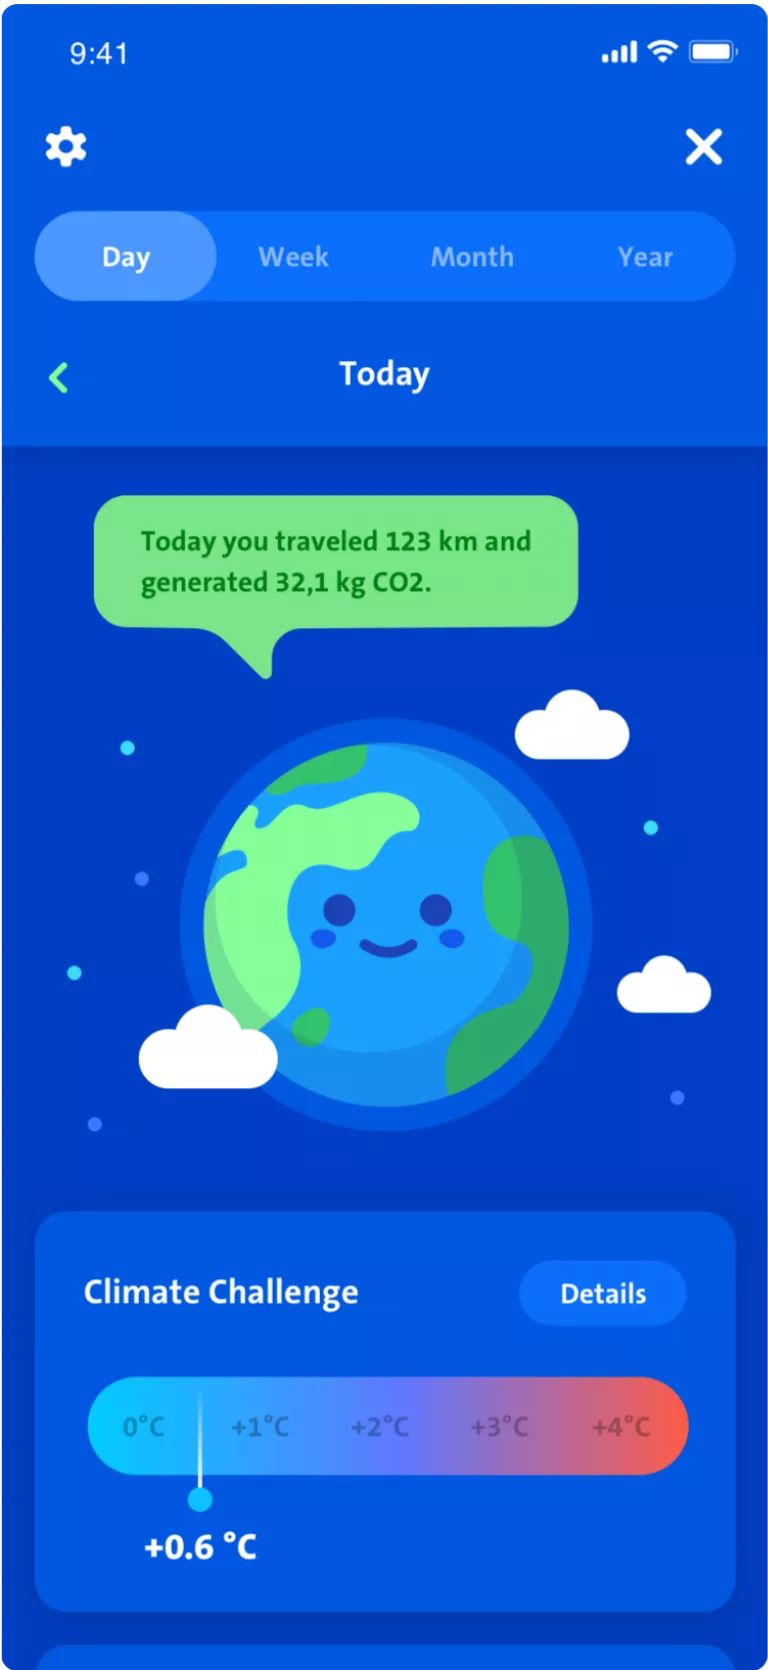 9:41
Day Week Month Year
Today
Today you traveled 123 km and
generated 32,1 kg CO2.
Climate Challenge Details
0°C +1°C +2°C +3°C +4°C
+0.6 °C